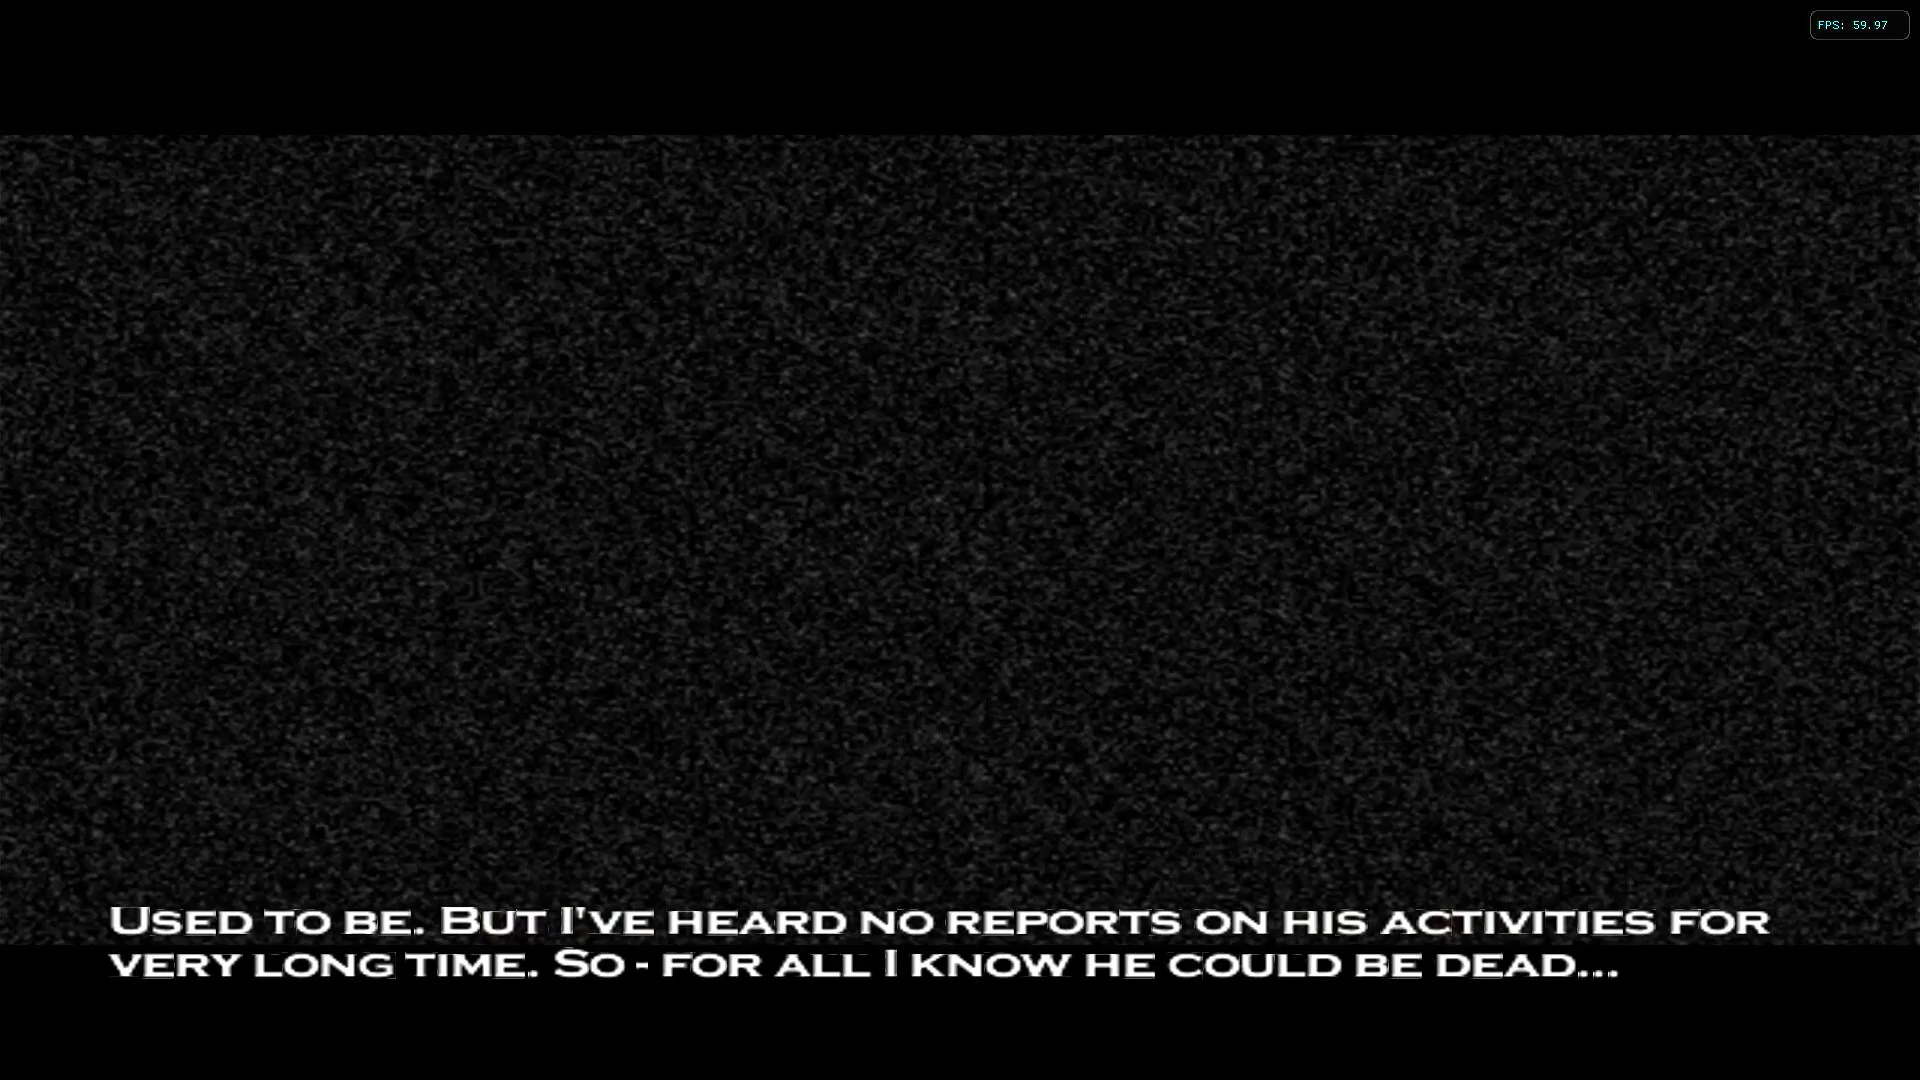 FPS: 59.97
Used to be. But I've heard no reports on his activities for
very long time. So - for all I know he could be dead...